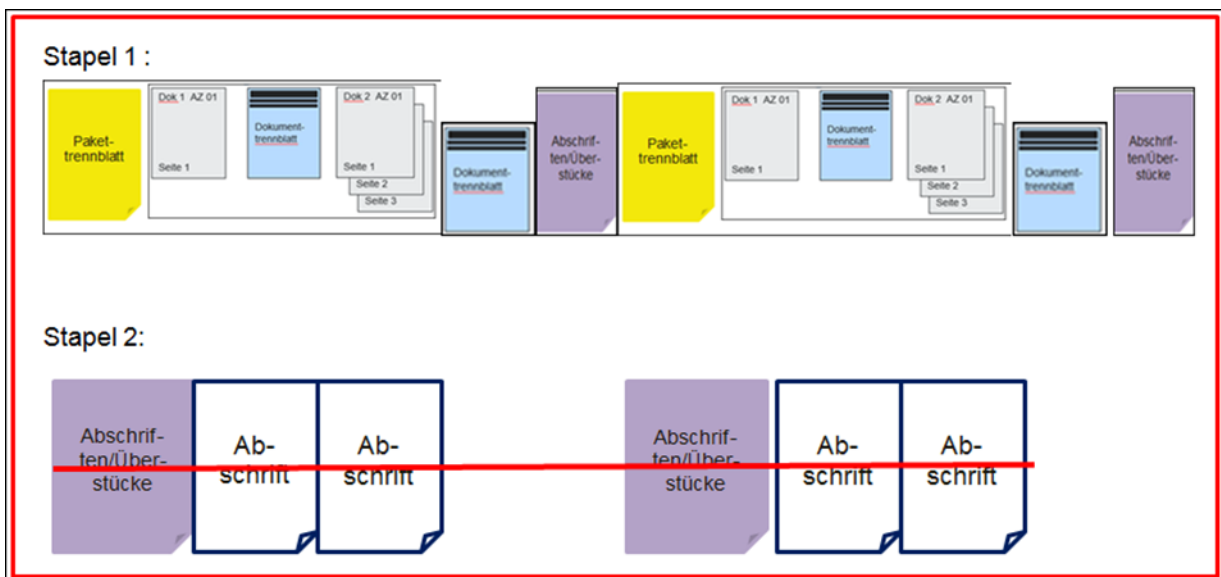 Stapel 1 :
Paket-
trennblatt
Dok 1 AZ 01
Seite 1
Dokument-
trennblatt
Dok 2 AZ 01
Seite 1
Seite 2
Seite 3
Dokument-
trennblatt
Abschrif-
ten/Über-
stücke
Paket-
trennblatt
Dok 1 AZ 01
Seite 1
Dokument-
trennblatt
Dok 2 AZ 01
Seite 1
Seite 2
Seite 3
Dokument-
trennblatt
Abschrif-
ten/Über-
stücke
Stapel 2:
Abschrif-
ten/Über-
stücke
Ab-
schrift
Ab-
schrift
Abschrif-
ten/Über-
stücke
Ab-
schrift
Ab-
schrift